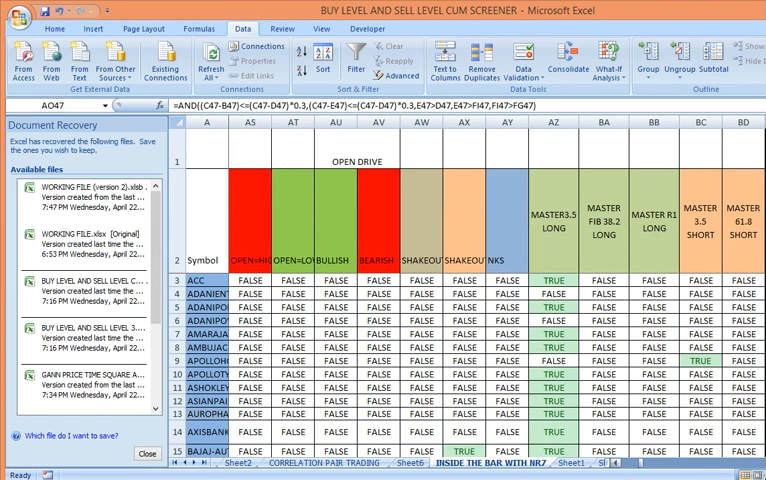 BUY LEVEL AND SELL LEVEL CUM SCREENER - Microsoft Excel
Home Insert Page Layout Formulas Data Review View Developer
From Access From Web From Text From Other Sources Existing Connections Refresh All Connections Properties Edit Links Sort Filter Clear Reapply Advanced Text to Columns Remove Duplicates Data Validation Consolidate What-If Analysis Group Ungroup Subtotal Show Hide D
Get External Data Connections Sort & Filter Data Tools Outline
AO47 =AND((C47-B47)<=(C47-D47)*0.3,(C47-E47)<=(C47-D47)*0.3,E47>D47,E47>FI47,FI47>FG47)
Document Recovery
Excel has recovered the following files. Save
the ones you wish to keep.
Available files
WORKING FILE (version 2).xlsb ..
Version created from the last ...
7:47 PM Wednesday, April 22...
WORKING FILE.xlsx [Original]
Version created last time the ...
6:53 PM Wednesday, April 22...
BUY LEVEL AND SELL LEVEL C...
Version created last time the ...
7:16 PM Wednesday, April 22...
BUY LEVEL AND SELL LEVEL 3....
Version created last time the ...
7:16 PM Wednesday, April 22...
GANN PRICE TIME SQUARE A...
Version created from the last ...
7:34 PM Wednesday, April 22...
Which file do I want to save?
Close
A AS AT AU AV AW AX AY AZ BA BB BC BD
1 OPEN DRIVE
2 Symbol OPEN=HIG OPEN=LOV BULLISH BEARISH SHAKEOU SHAKEOUT NKS MASTER3.5 LONG MASTER FIB 38.2 LONG MASTER R1 LONG MASTER 3.5 SHORT MASTER 61.8 SHORT
3 ACC FALSE FALSE FALSE FALSE FALSE FALSE FALSE TRUE FALSE FALSE FALSE FALSE
4 ADANIENT FALSE FALSE FALSE FALSE FALSE FALSE FALSE FALSE FALSE FALSE FALSE FALSE
5 ADANIPO FALSE FALSE FALSE FALSE FALSE FALSE FALSE TRUE FALSE FALSE FALSE FALSE
6 ADANIPO FALSE FALSE FALSE FALSE FALSE FALSE FALSE FALSE FALSE FALSE FALSE FALSE
7 AMARAJA FALSE FALSE FALSE FALSE FALSE FALSE FALSE TRUE FALSE FALSE FALSE FALSE
8 AMBUJAC FALSE FALSE FALSE FALSE FALSE FALSE FALSE TRUE FALSE FALSE FALSE FALSE
9 APOLLOHO FALSE FALSE FALSE FALSE FALSE FALSE FALSE FALSE FALSE FALSE TRUE FALSE
10 APOLLOTY FALSE FALSE FALSE FALSE FALSE FALSE FALSE TRUE FALSE FALSE FALSE FALSE
11 ASHOKLEY FALSE FALSE FALSE FALSE FALSE FALSE FALSE TRUE FALSE FALSE FALSE FALSE
12 ASIANPAI FALSE FALSE FALSE FALSE FALSE FALSE FALSE TRUE FALSE FALSE FALSE FALSE
13 AUROPHA FALSE FALSE FALSE FALSE FALSE FALSE FALSE TRUE FALSE FALSE FALSE FALSE
14 AXISBANK FALSE FALSE FALSE FALSE FALSE FALSE FALSE TRUE FALSE FALSE FALSE FALSE
15 BAJAJ-AU FALSE FALSE FALSE FALSE FALSE TRUE FALSE TRUE FALSE FALSE FALSE FALSE
Sheet2 CORRELATION PAIR TRADING Sheet6 INSIDE THE BAR WITH NR7 Sheet1 S
Ready